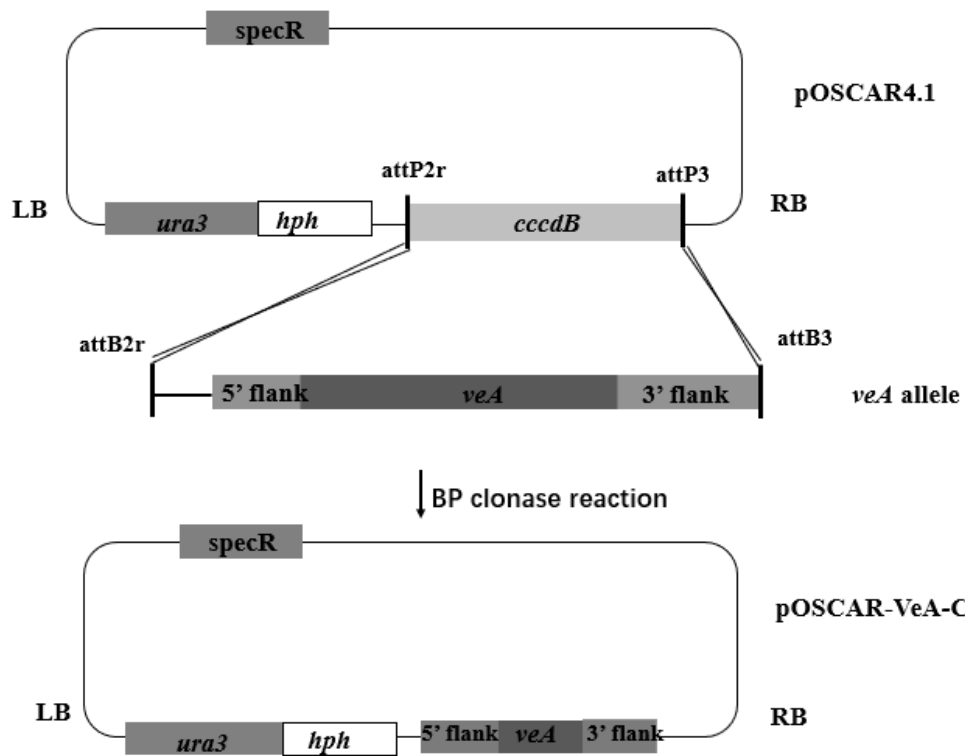 specR
pOSCAR4.1
attP2r
attP3
LB
RB
ura3
hph
cccdB
attB2r
attB3
5’ flank
veA
3’ flank
veA allele
BP clonase reaction
specR
pOSCAR-VeA-C
LB
RB
ura3
hph
5’ flank
veA
3’ flank